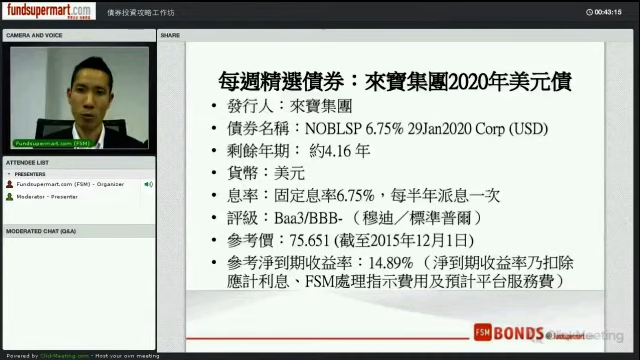 fundsupermart.com
債券投資攻略工作坊
00:43:15
CAMERA AND VOICE
SHARE
Fundsupermart.com (FSM)
ATTENDEE LIST
PRESENTERS
Fundsupermart.com (FSM) - Organizer
Moderator - Presenter
MODERATED CHAT (Q&A)
每週精選債券：來寶集團2020年美元債
• 發行人：來寶集團
• 債券名稱：NOBLSP 6.75% 29Jan2020 Corp (USD)
• 剩餘年期： 約4.16 年
• 貨幣：美元
• 息率：固定息率6.75%，每半年派息一次
• 評級：Baa3/BBB-（穆迪／標準普爾）
• 參考價：75.651 (截至2015年12月1日)
• 參考淨到期收益率：14.89%（淨到期收益率乃扣除
應計利息、FSM處理指示費用及預計平台服務費）
FSM BONDS
ClickMeeting
Powered by ClickMeeting.com - Host your own meeting